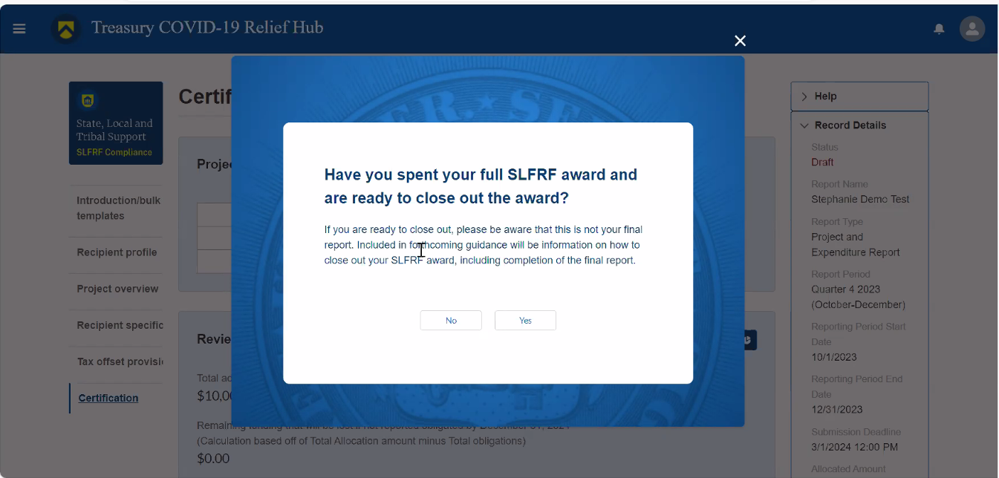 Treasury COVID-19 Relief Hub
State, Local and
Tribal Support
SLFRF Compliance
Introduction/bulk
templates
Recipient profile
Project overview
Recipient specific
Tax offset provisi
Certification
Certif
Projec
Revie
Total ad
$10,00
Remaining funding that will be lost if not reported obligates by December 31, 202
(Calculation based off of Total Allocation amount minus Total obligations)
$0.00
Have you spent your full SLFRF award and
are ready to close out the award?
If you are ready to close out, please be aware that this is not your final
report. Included in forthcoming guidance will be information on how to
close out your SLFRF award, including completion of the final report.
No
Yes
Help
Record Details
Status
Draft
Report Name
Stephanie Demo Test
Report Type
Project and
Expenditure Report
Report Period
Quarter 4 2023
(October-December)
Reporting Period Start
Date
10/1/2023
Reporting Period End
Date
12/31/2023
Submission Deadline
3/1/2024 12:00 PM
Allocated Amount